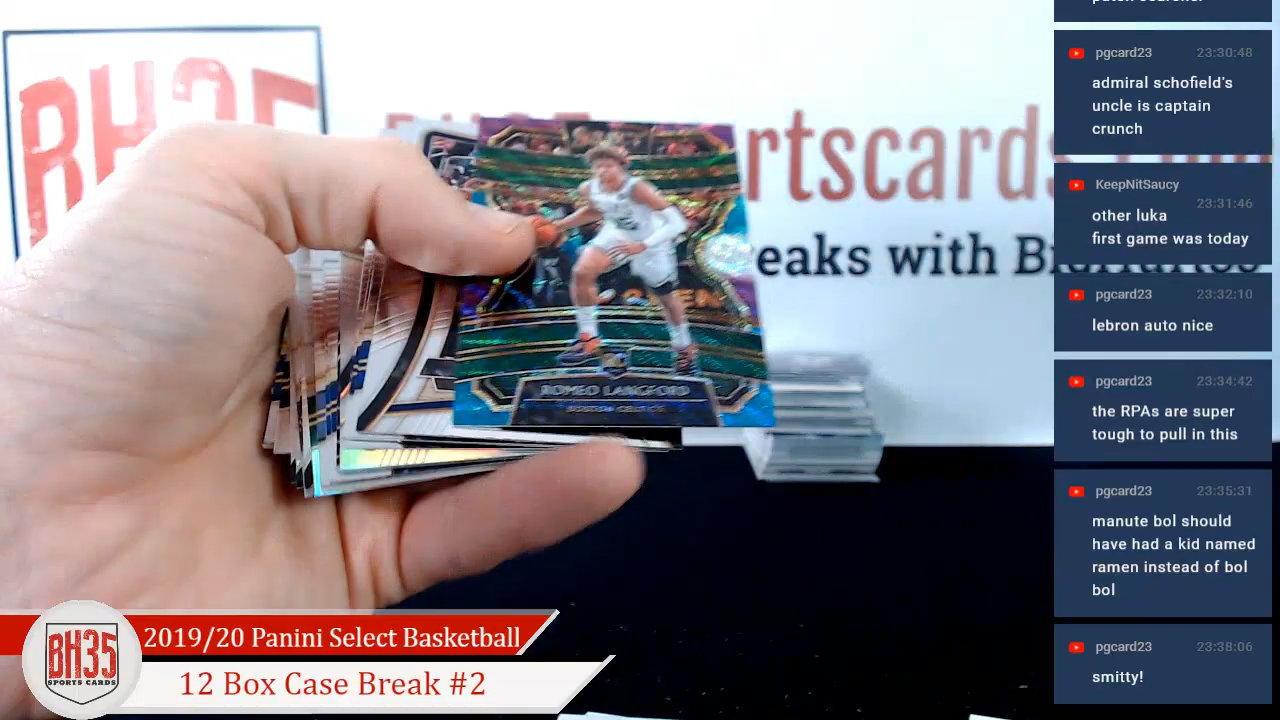 BH35
rtscards
eaks with
ROMEO LANGFORD
BOSTON CELTICS
BH35
SPORTS CARDS
2019/20 Panini Select Basketball
12 Box Case Break #2
pgcard23 23:30:48
admiral schofield's
uncle is captain
crunch
KeepNitSaucy
23:31:46
other luka
first game was today
pgcard23 23:32:10
lebron auto nice
pgcard23 23:34:42
the RPAs are super
tough to pull in this
pgcard23 23:35:31
manute bol should
have had a kid named
ramen instead of bol
bol
pgcard23 23:38:06
smitty!